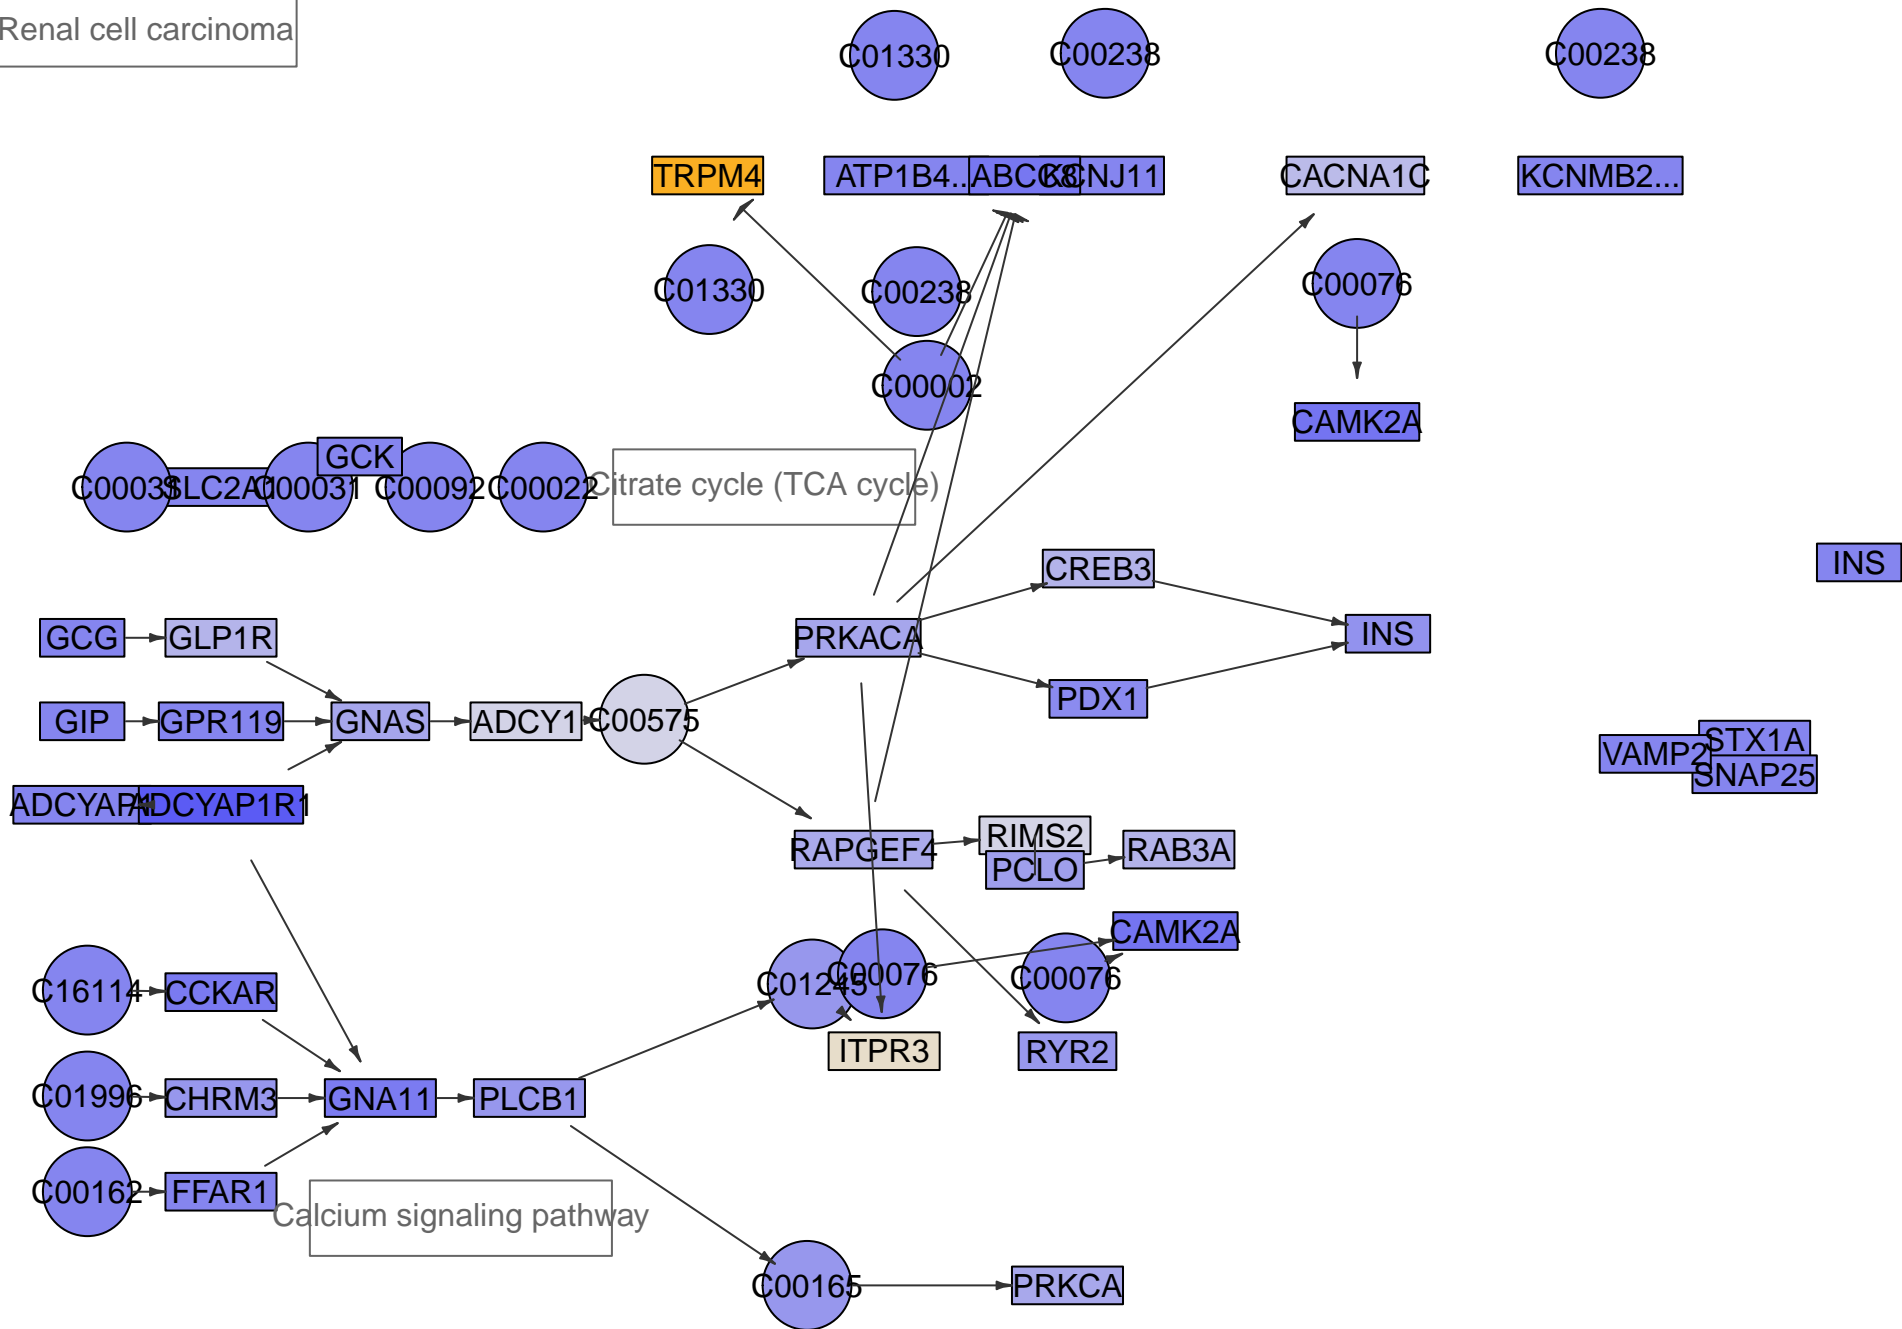 Renal cell carcinoma
C01330
C00238
C00238
TRPM4
ATP1B4...
ABCC8
KCNJ11
CACNA1C
KCNMB2...
C01330
C00238
C00076
C00002
CAMK2A
C00031
SLC2A1
C00031
GCK
C00092
C00022
Citrate cycle (TCA cycle)
CREB3
INS
GCG
GLP1R
PRKACA
INS
GIP
GPR119
GNAS
ADCY1
C00575
PDX1
STX1A
VAMP2
SNAP25
ADCYAP1
ADCYAP1R1
RAPGEF4
RIMS2
PCLO
RAB3A
CAMK2A
C16114
CCKAR
C01245
C00076
C00076
ITPR3
RYR2
C01996
CHRM3
GNA11
PLCB1
C00162
FFAR1
Calcium signaling pathway
C00165
PRKCA